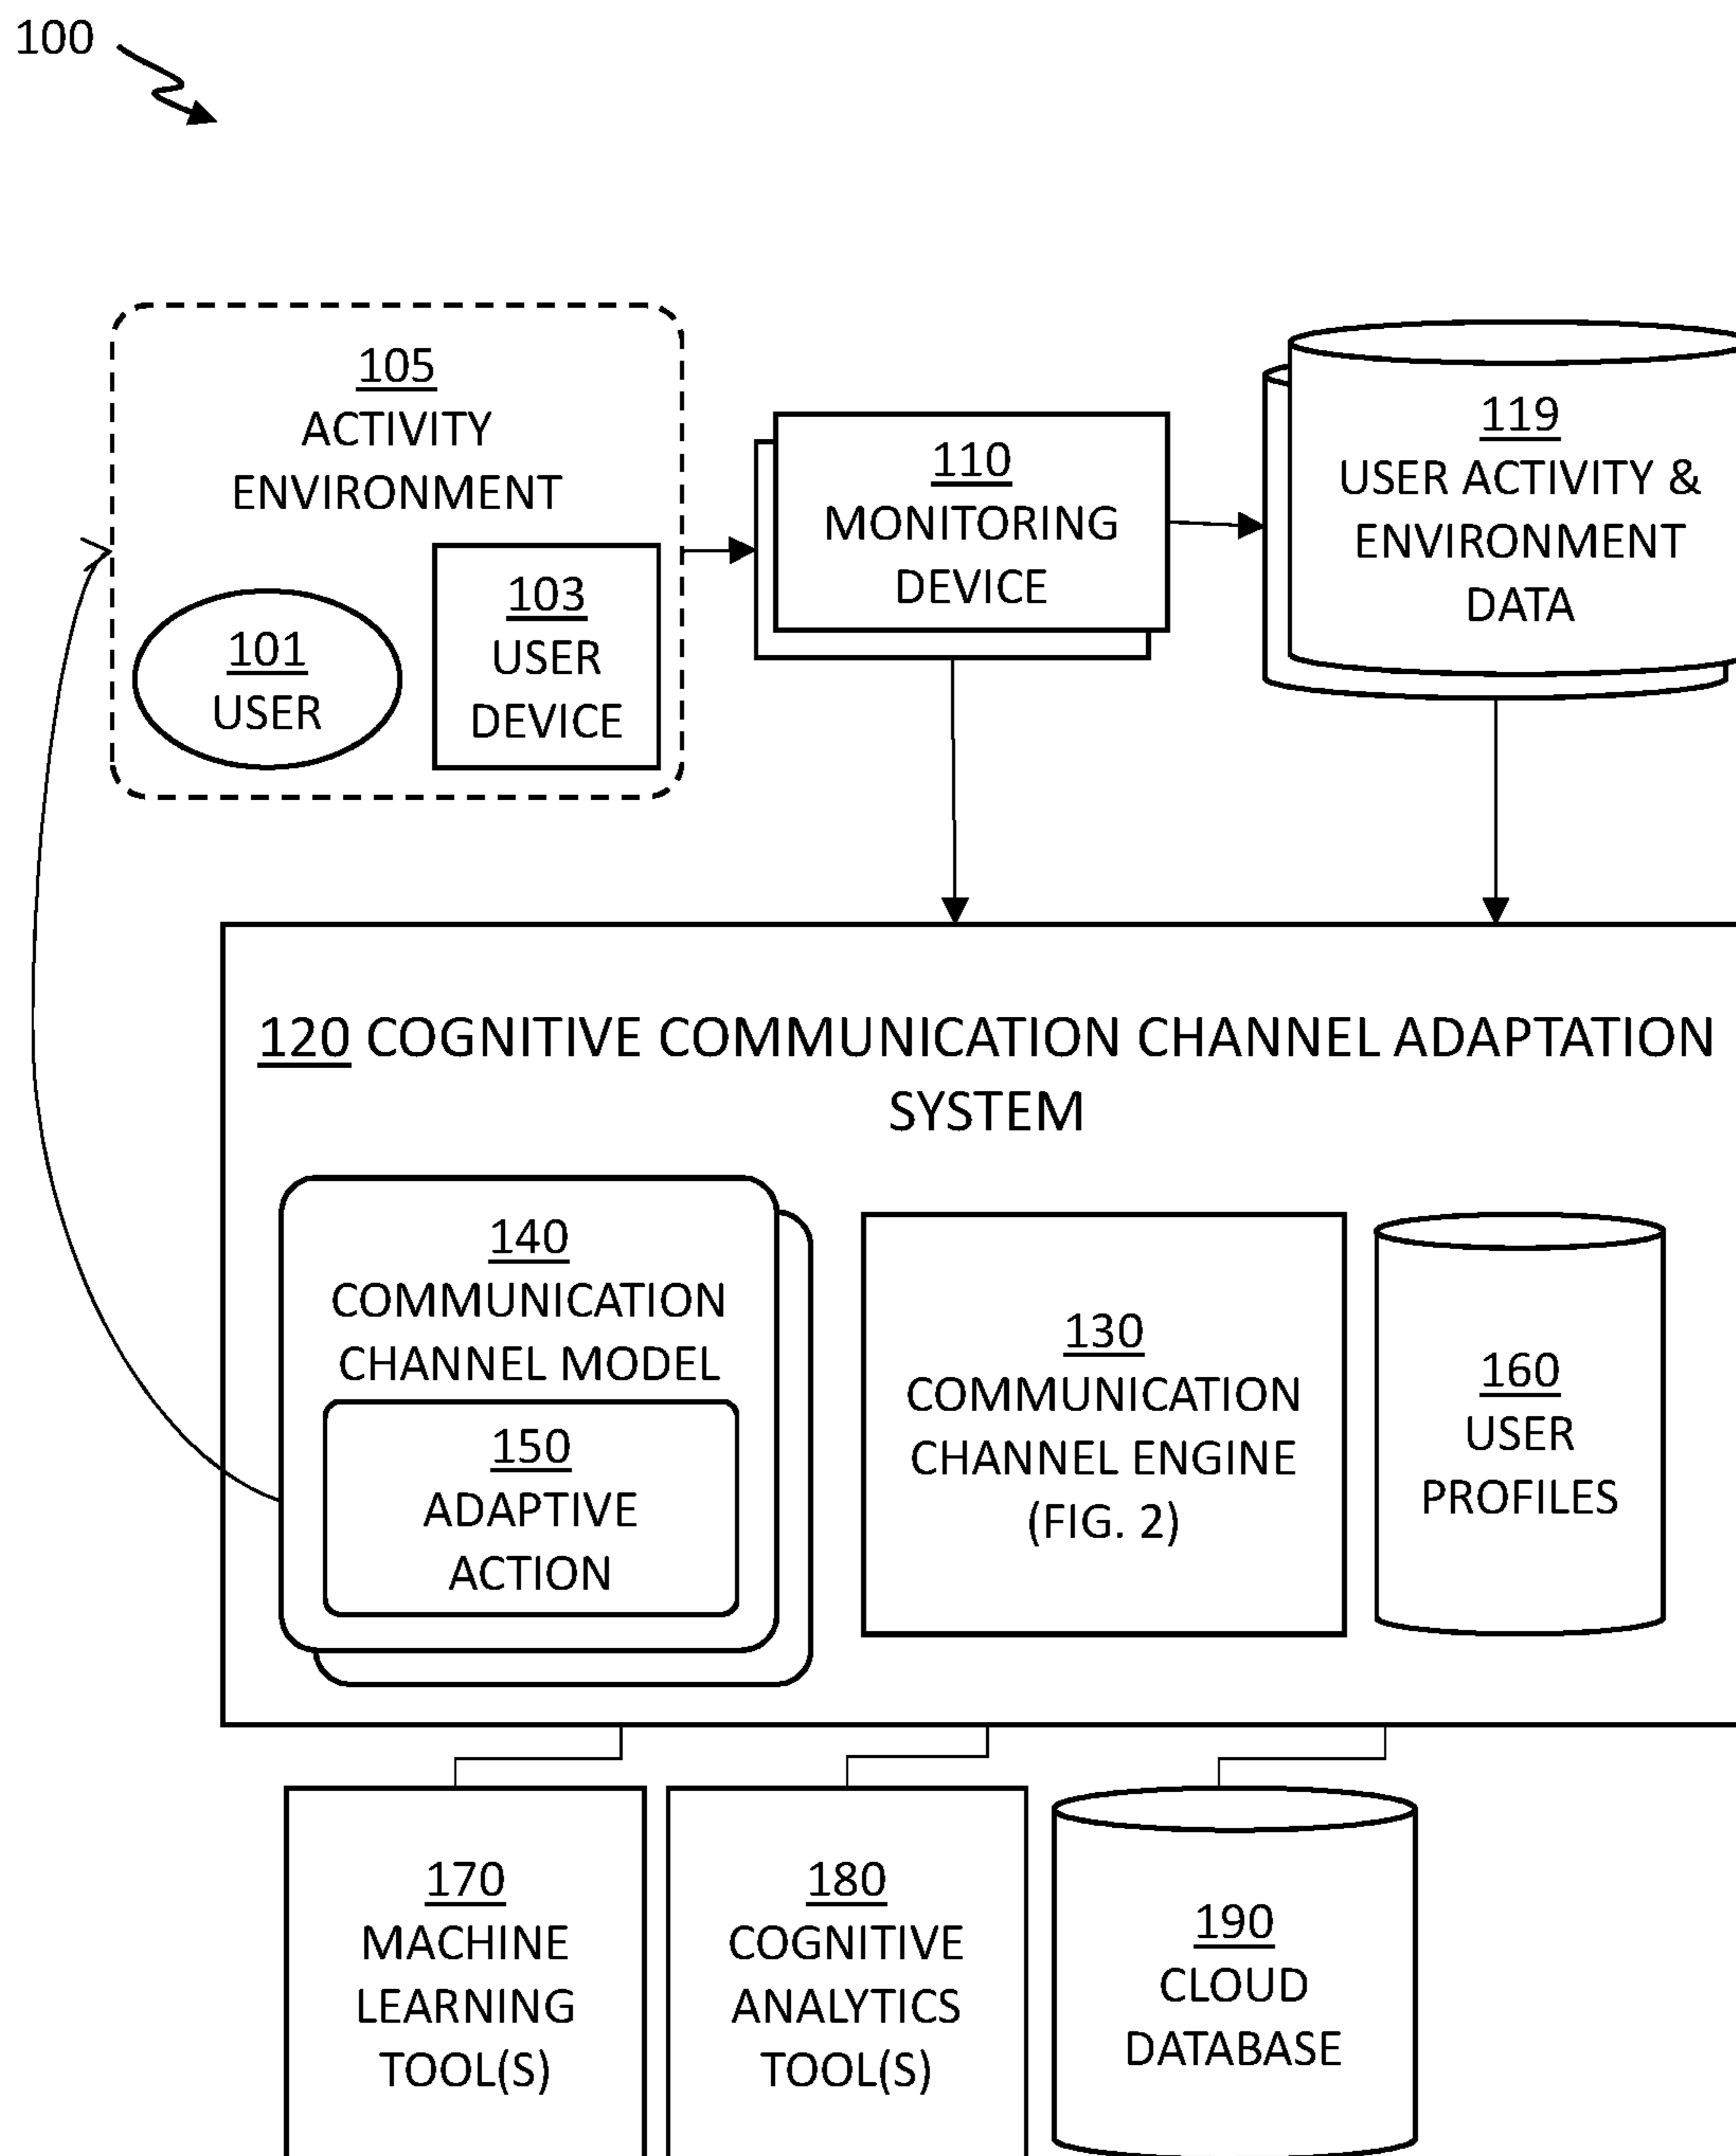 100
105
ACTIVITY
ENVIRONMENT
101
USER
103
USER
DEVICE
110
MONITORING
DEVICE
119
USER ACTIVITY &
ENVIRONMENT
DATA
120 COGNITIVE COMMUNICATION CHANNEL ADAPTATION
SYSTEM
140
COMMUNICATION
CHANNEL MODEL
150
ADAPTIVE
ACTION
130
COMMUNICATION
CHANNEL ENGINE
(FIG. 2)
160
USER
PROFILES
170
MACHINE
LEARNING
TOOL(S)
180
COGNITIVE
ANALYTICS
TOOL(S)
190
CLOUD
DATABASE